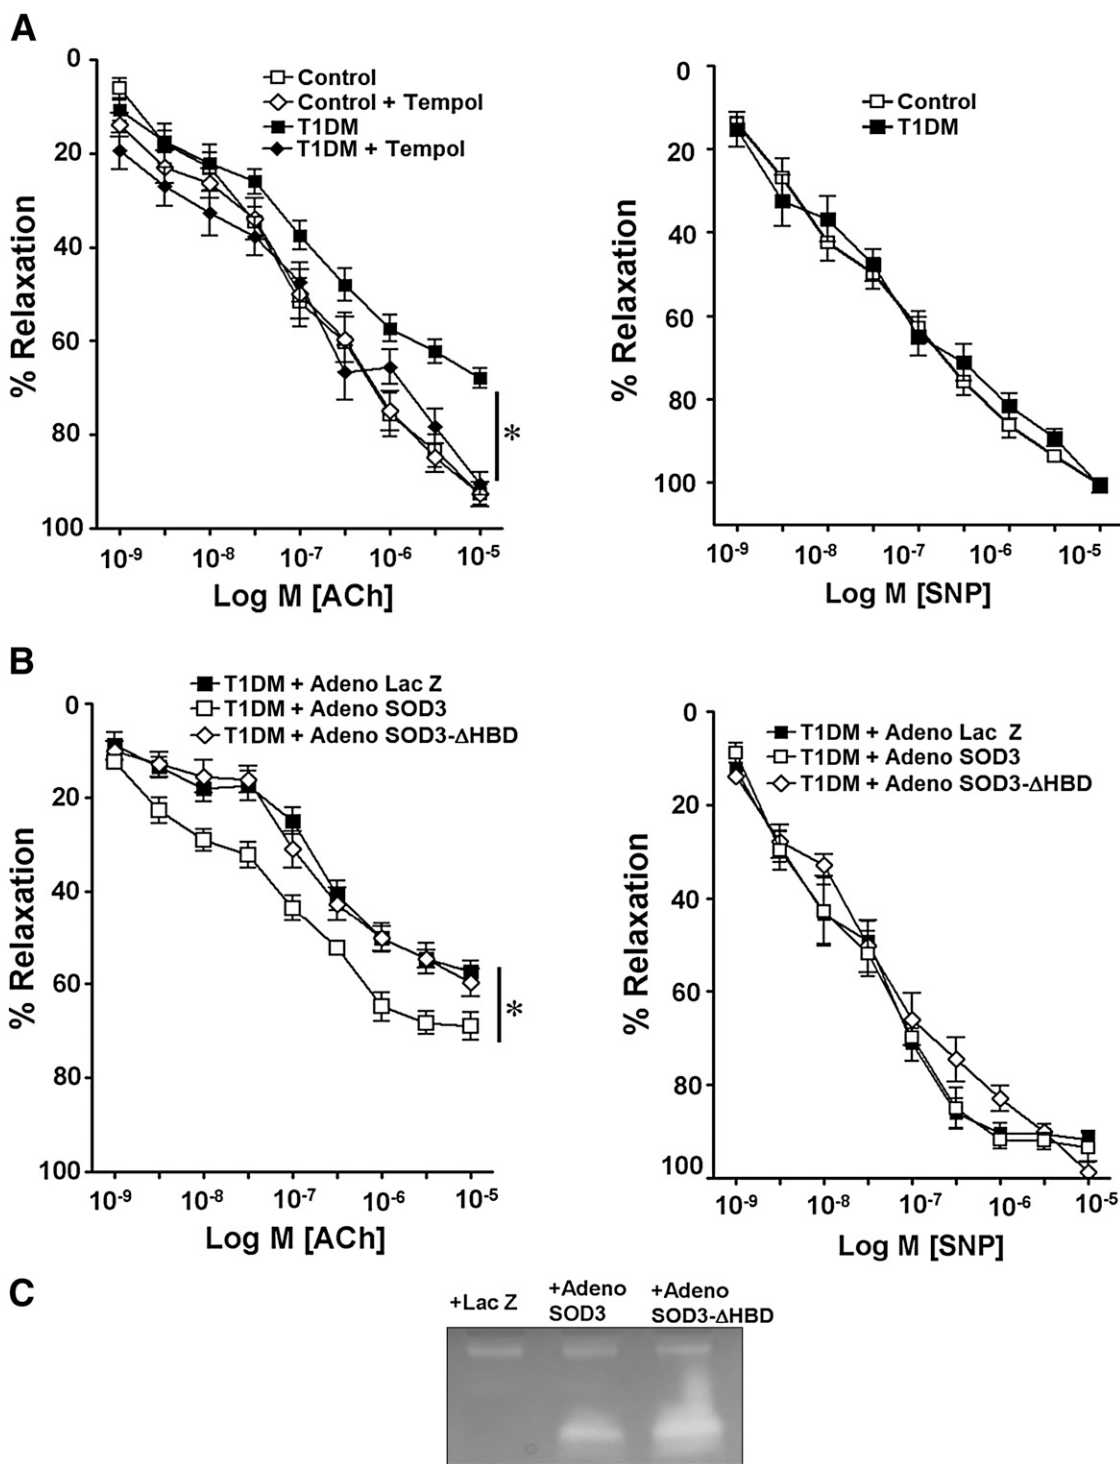 A
Control
Control + Tempol
T1DM
T1DM + Tempol
0
20
40
60
80
100
% Relaxation
*
10-9 10-8 10-7 10-6 10-5
Log M [ACh]
Control
T1DM
0
20
40
60
80
100
% Relaxation
10-9 10-8 10-7 10-6 10-5
Log M [SNP]
B
T1DM + Adeno Lac Z
T1DM + Adeno SOD3
T1DM + Adeno SOD3-ΔHBD
0
20
40
60
80
100
% Relaxation
*
10-9 10-8 10-7 10-6 10-5
Log M [ACh]
T1DM + Adeno Lac Z
T1DM + Adeno SOD3
T1DM + Adeno SOD3-ΔHBD
0
20
40
60
80
100
% Relaxation
10-9 10-8 10-7 10-6 10-5
Log M [SNP]
C
+Lac Z
+Adeno
SOD3
+Adeno
SOD3-ΔHBD